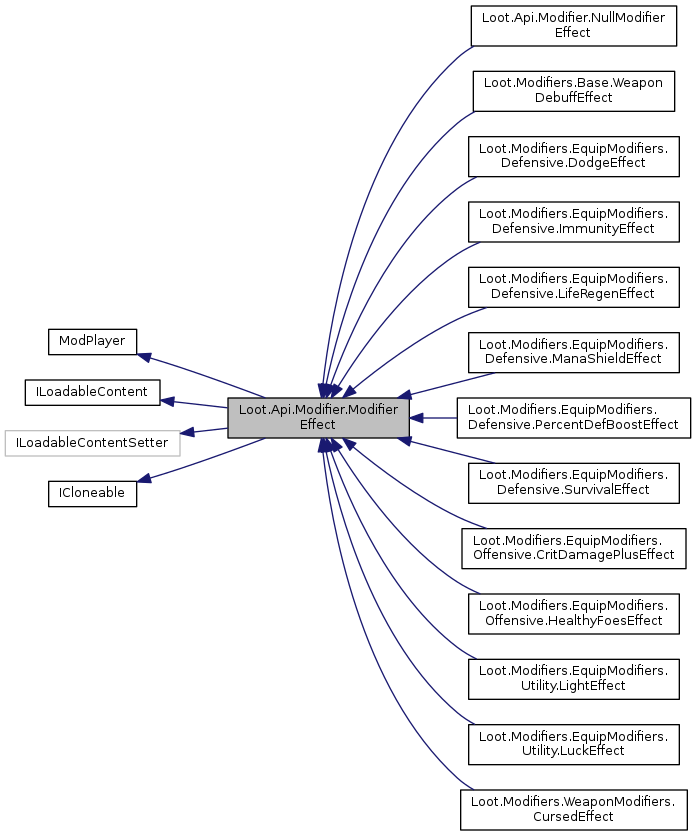 ModPlayer
ILoadableContent
ILoadableContentSetter
ICloneable
Loot.Api.Modifier.Modifier
Effect
Loot.Api.Modifier.NullModifier
Effect
Loot.Modifiers.Base.Weapon
DebuffEffect
Loot.Modifiers.EquipModifiers.
Defensive.DodgeEffect
Loot.Modifiers.EquipModifiers.
Defensive.ImmunityEffect
Loot.Modifiers.EquipModifiers.
Defensive.LifeRegenEffect
Loot.Modifiers.EquipModifiers.
Defensive.ManaShieldEffect
Loot.Modifiers.EquipModifiers.
Defensive.PercentDefBoostEffect
Loot.Modifiers.EquipModifiers.
Defensive.SurvivalEffect
Loot.Modifiers.EquipModifiers.
Offensive.CritDamagePlusEffect
Loot.Modifiers.EquipModifiers.
Offensive.HealthyFoesEffect
Loot.Modifiers.EquipModifiers.
Utility.LightEffect
Loot.Modifiers.EquipModifiers.
Utility.LuckEffect
Loot.Modifiers.WeaponModifiers.
CursedEffect